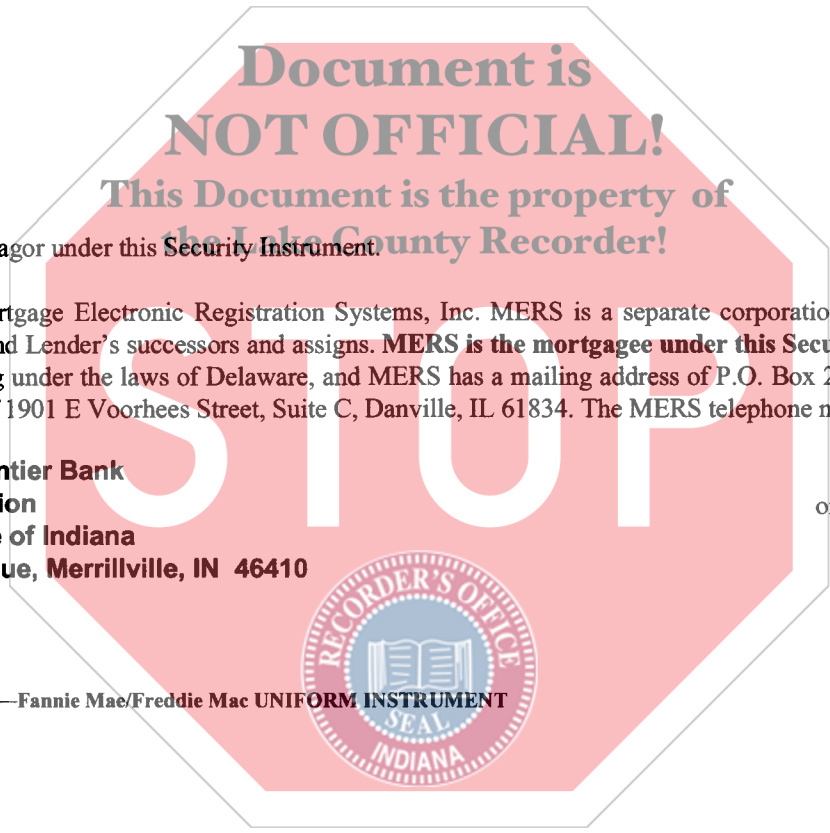 Document is
NOT OFFICIAL!
This Document is the property of
the Lake County Recorder!
agor under this Security Instrument.
rtgage Electronic Registration Systems, Inc. MERS is a separate corporatio
nd Lender's successors and assigns. MERS is the mortgagee under this Secu
g under the laws of Delaware, and MERS has a mailing address of P.O. Box 2
1901 E Voorhees Street, Suite C, Danville, IL 61834. The MERS telephone n
STOP
ntier Bank
ion
o
e of Indiana
ue, Merrillville, IN 46410
RECORDER'S OFFICE
SEAL
INDIANA
—Fannie Mae/Freddie Mac UNIFORM INSTRUMENT